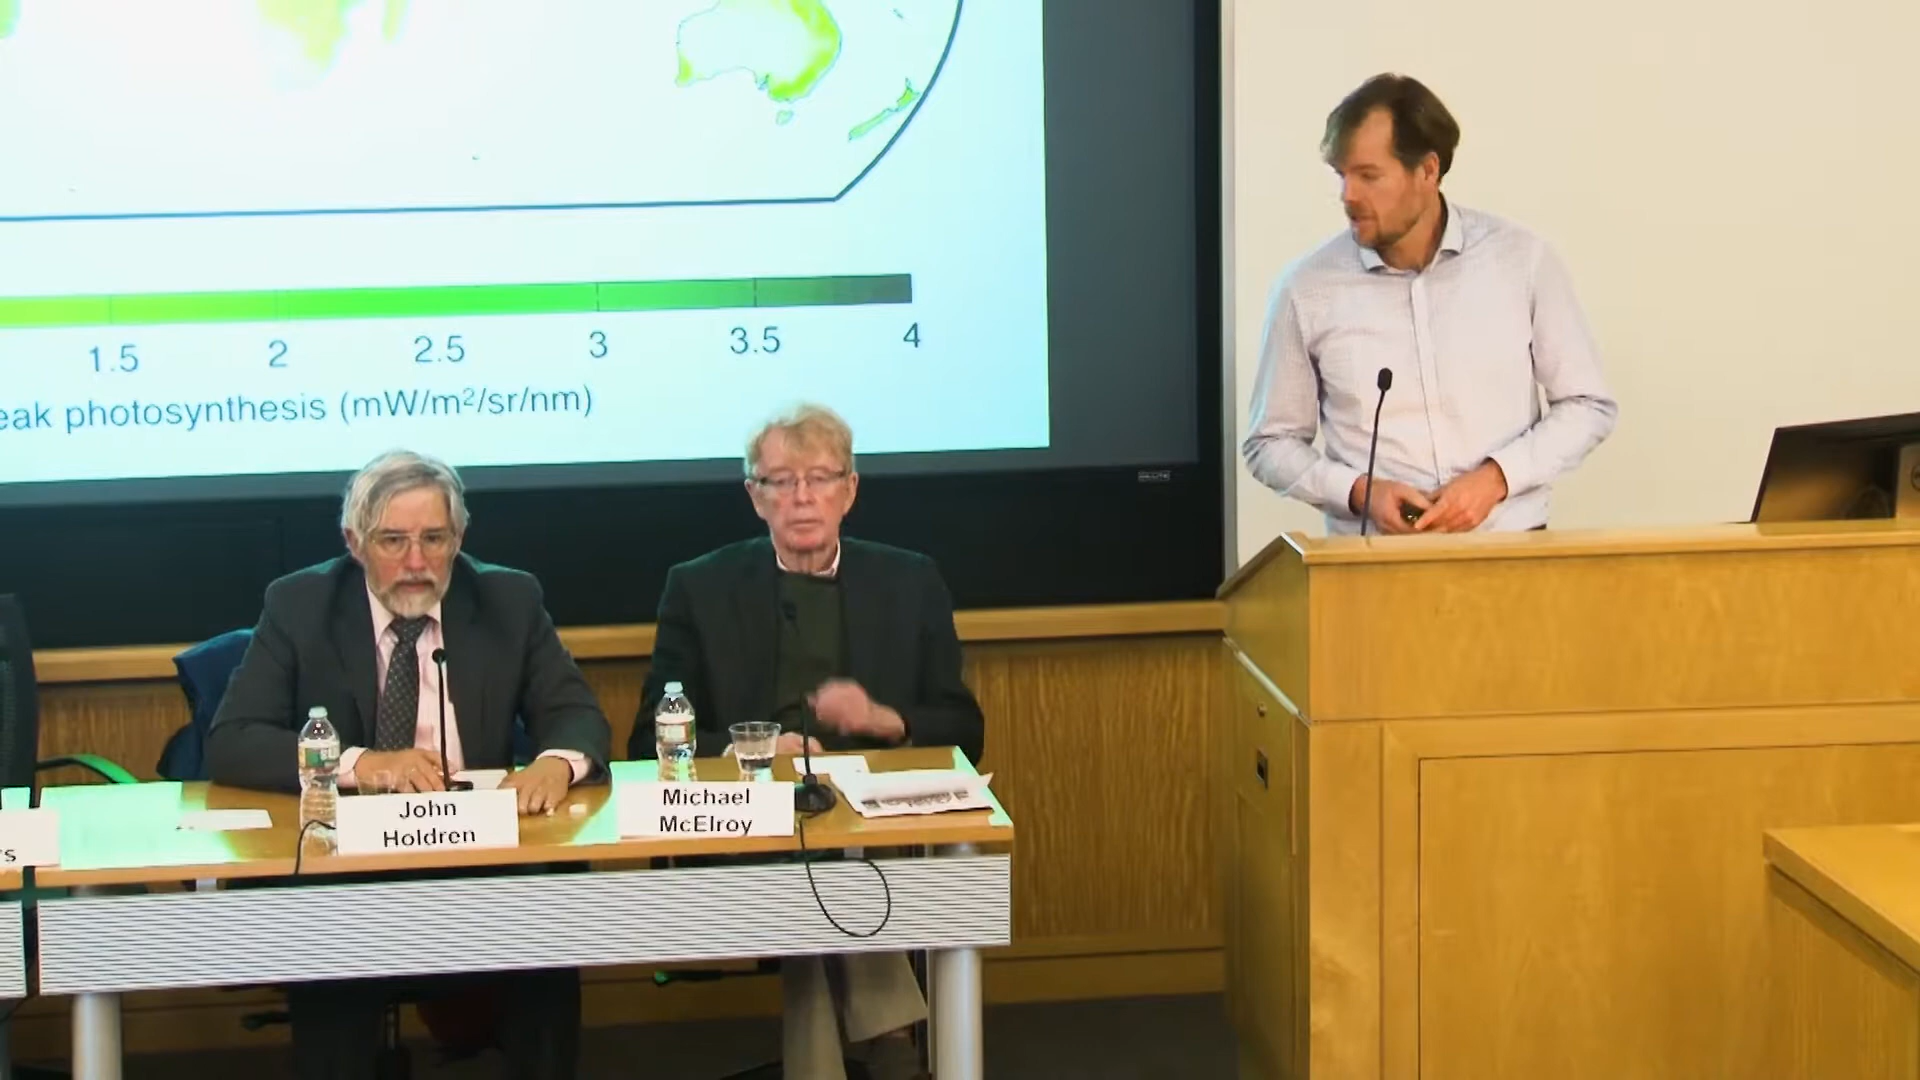 1.5 2 2.5 3 3.5 4
eak photosynthesis (mW/m²/sr/nm)
John
Holdren
Michael
McElroy
rs